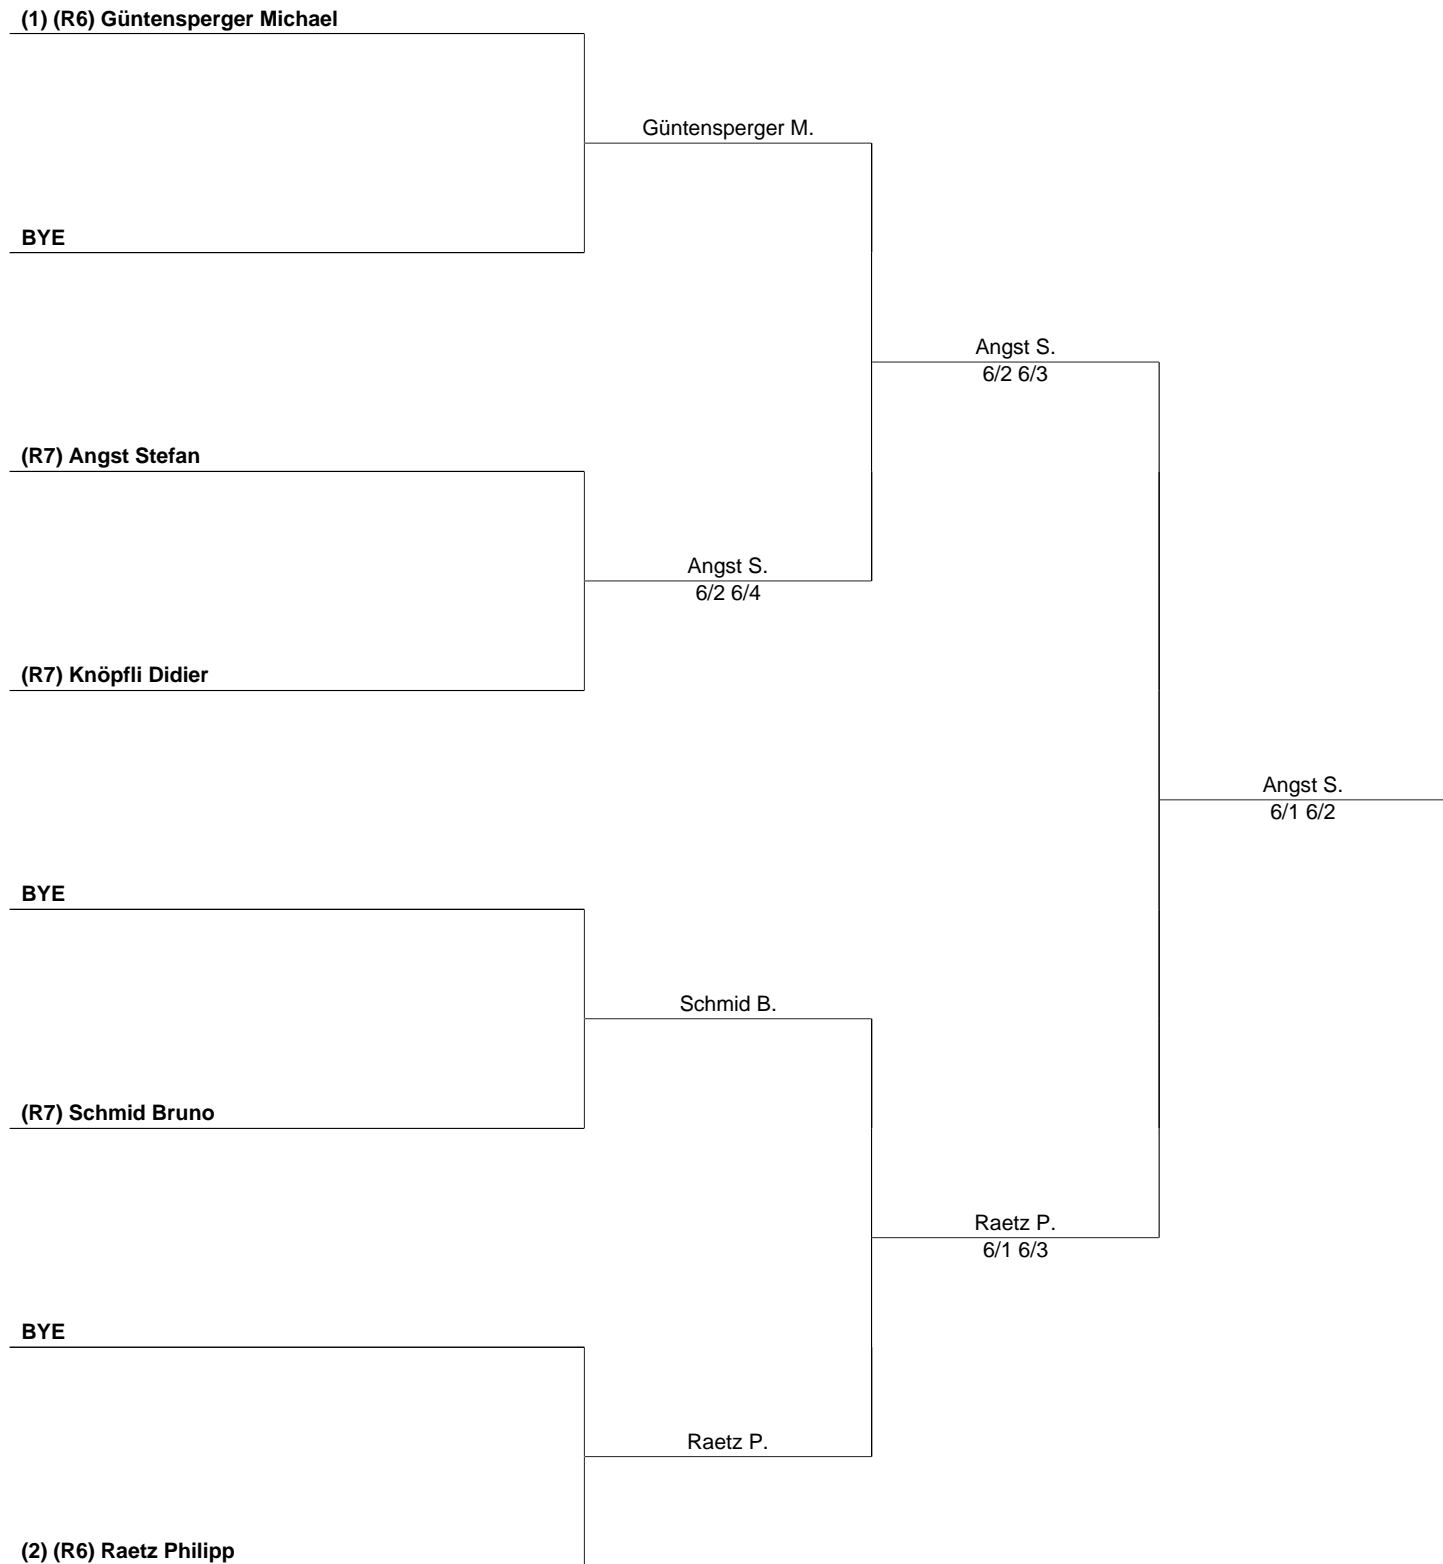 (1) (R6) Güntensperger Michael
Güntensperger M.
BYE
Angst S.
6/2 6/3
(R7) Angst Stefan
Angst S.
6/2 6/4
(R7) Knöpfli Didier
Angst S.
6/1 6/2
BYE
Schmid B.
(R7) Schmid Bruno
Raetz P.
6/1 6/3
BYE
Raetz P.
(2) (R6) Raetz Philipp